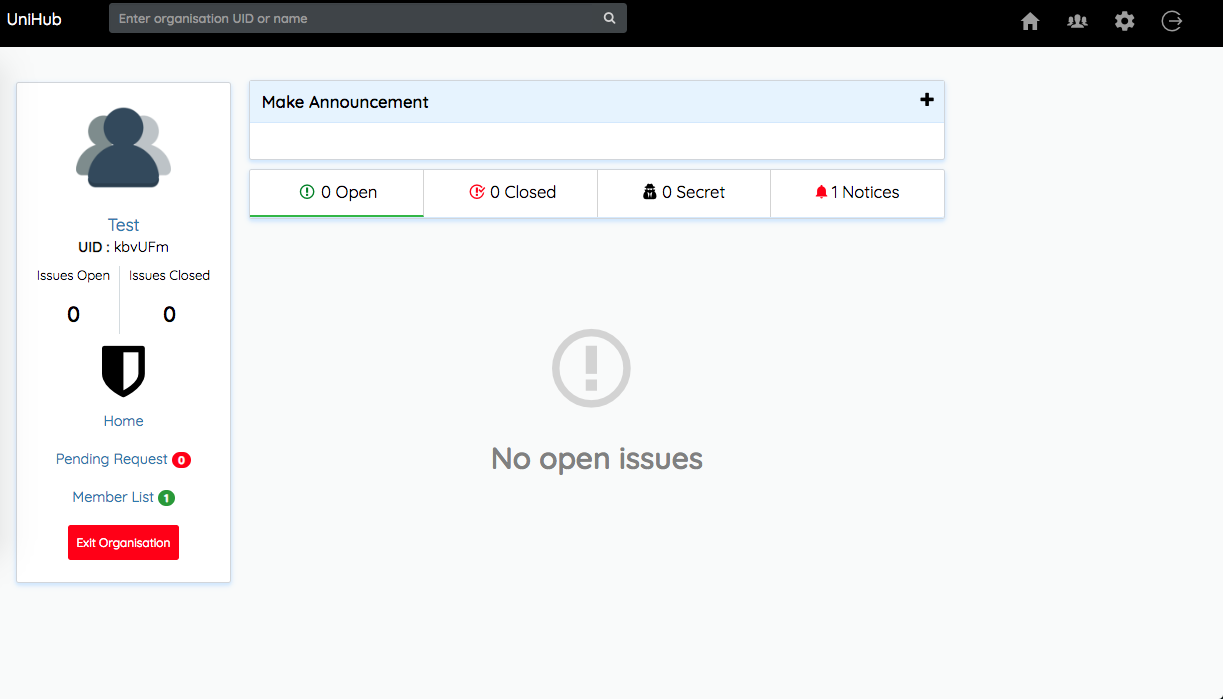 UniHub
Enter organisation UID or name
Make Announcement
0 Open
0 Closed
0 Secret
1 Notices
Test
UID : kbvUFm
Issues Open
Issues Closed
0
0
Home
Pending Request 0
Member List 1
Exit Organisation
No open issues